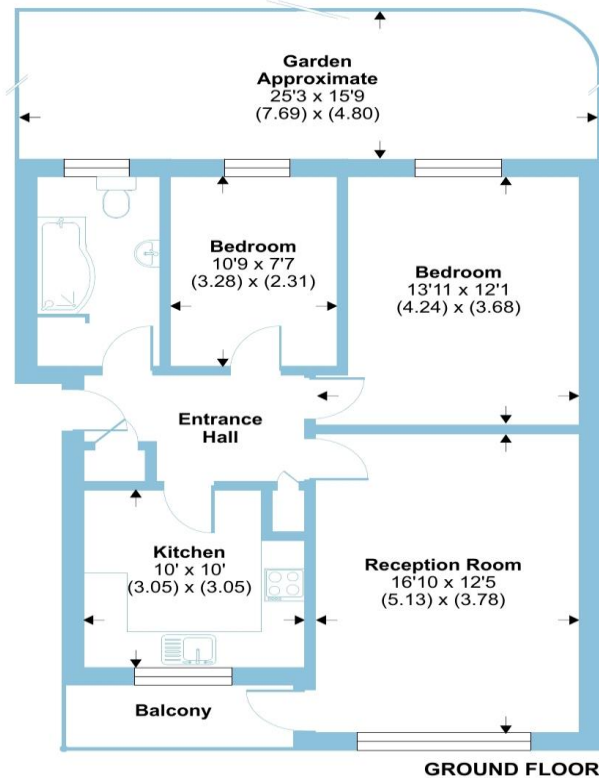 Garden
Approximate
25'3 x 15'9
(7.69) x (4.80)
Bedroom
10'9 x 7'7
(3.28) x (2.31)
Bedroom
13'11 x 12'1
(4.24) x (3.68)
Entrance
Hall
Kitchen
10' x 10'
(3.05) x (3.05)
Reception Room
16'10 x 12'5
(5.13) x (3.78)
Balcony
GROUND FLOOR